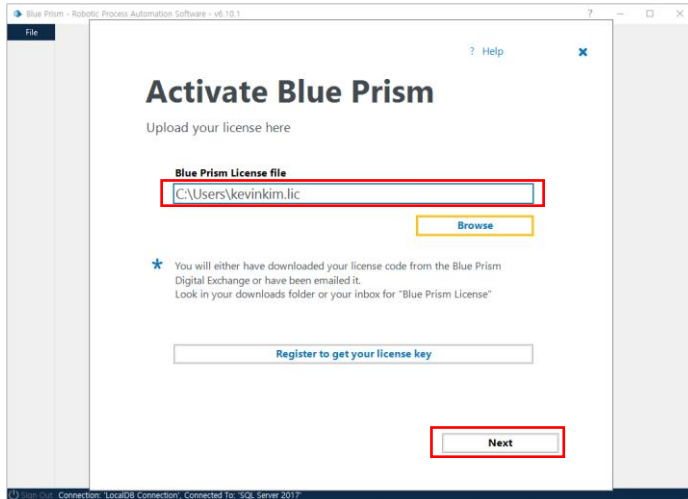 Blue Prism - Robotic Process Automation Software - v6.10.1
?
File
? Help
Activate Blue Prism
Upload your license here
Blue Prism License file
C:\Users\kevinkim.lic
Browse
* You will either have downloaded your license code from the Blue Prism
Digital Exchange or have been emailed it.
Look in your downloads folder or your inbox for "Blue Prism License"
Register to get your license key
Next
Sign Out Connection: 'LocalDB Connection', Connected To: 'SQL Server 2017'